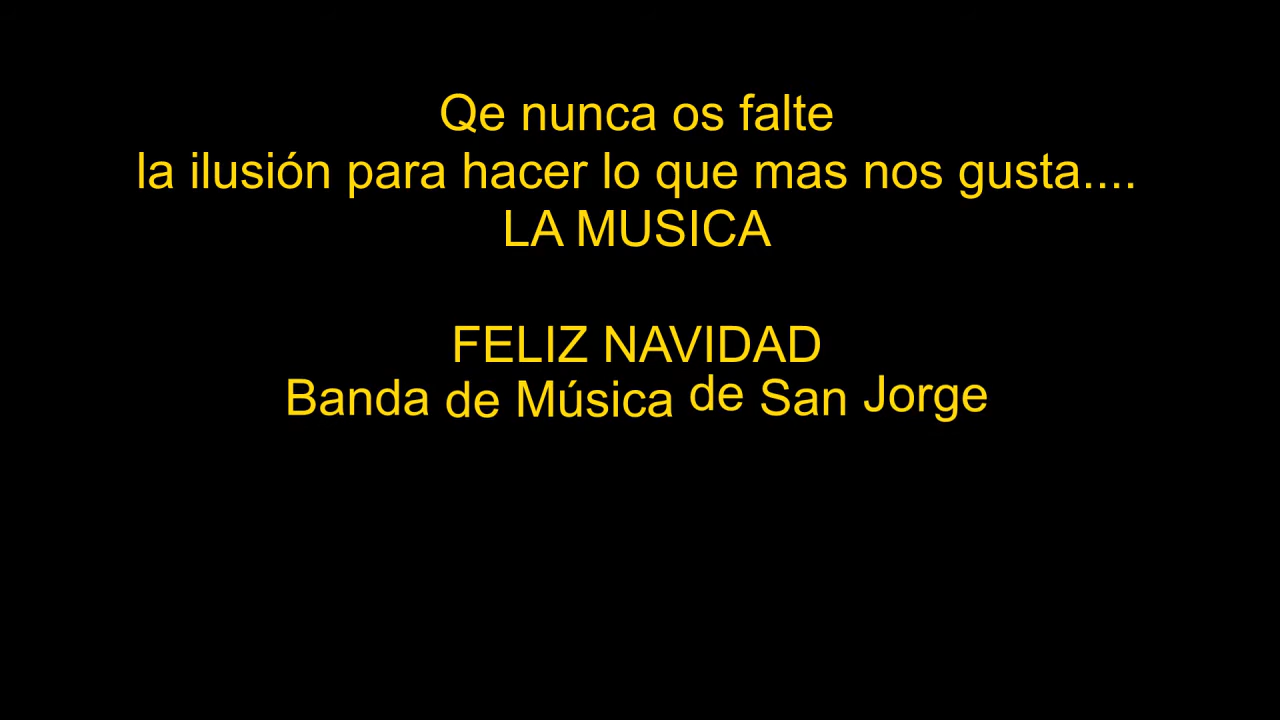 Qe nunca os falte
la ilusión para hacer lo que mas nos gusta....
LA MUSICA
FELIZ NAVIDAD
Banda de Música de San Jorge